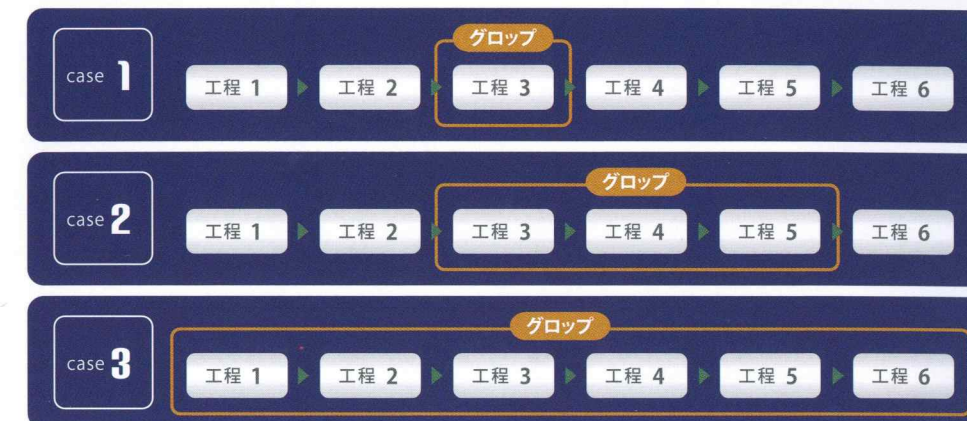 グロップ
case 1 工程 1 工程 2 工程 3 工程 4 工程 5 工程 6
グロップ
case 2 工程 1 工程 2 工程 3 工程 4 工程 5 工程 6
グロップ
case 3 工程 1 工程 2 工程 3 工程 4 工程 5 工程 6